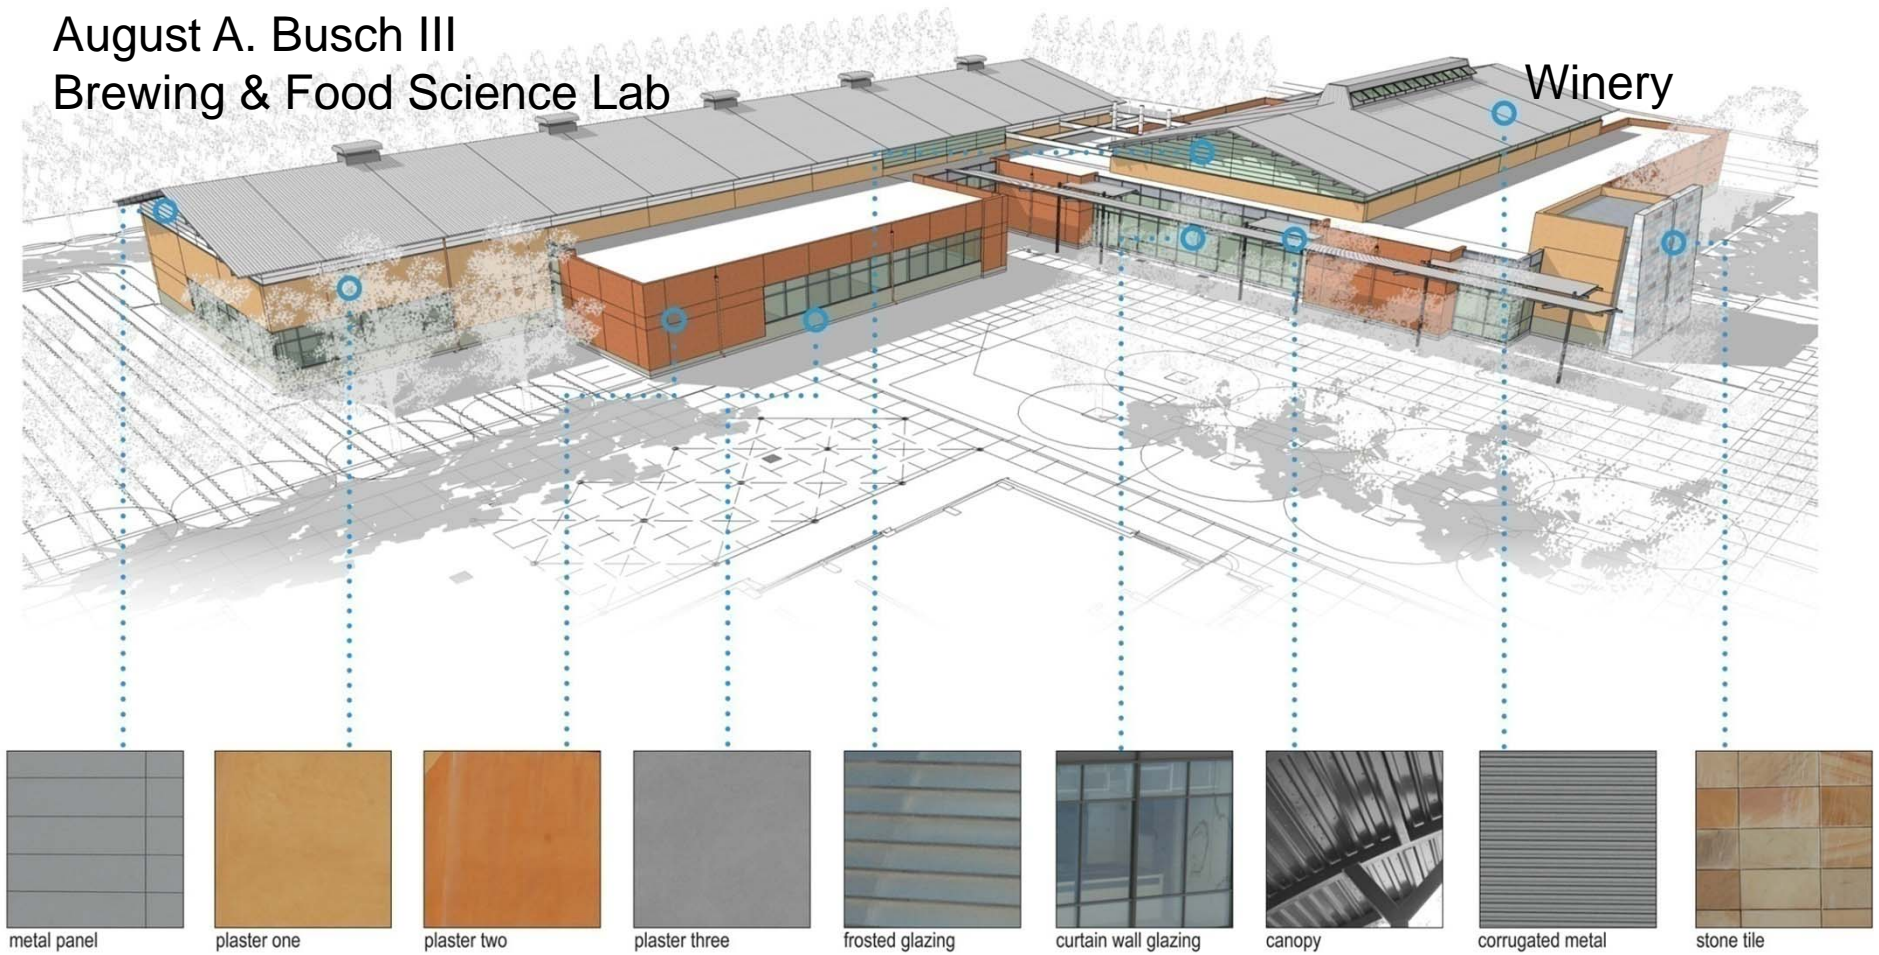 August A. Busch III
Brewing & Food Science Lab
Winery
metal panel
plaster one
plaster two
plaster three
frosted glazing
curtain wall glazing
canopy
corrugated metal
stone tile